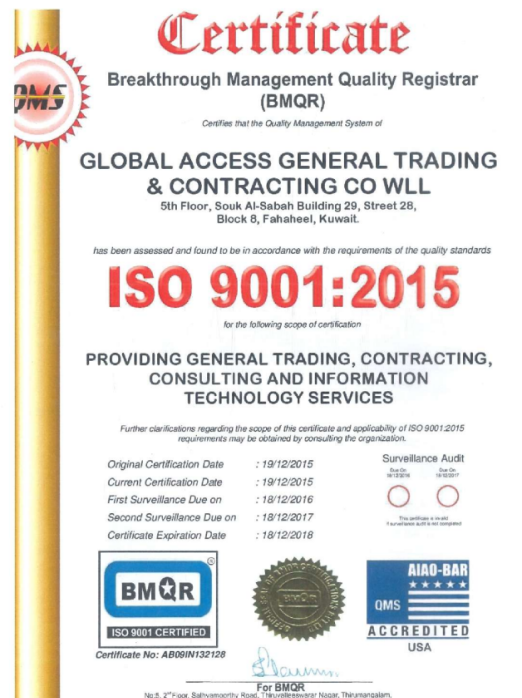 Certificate
QMS
Breakthrough Management Quality Registrar
(BMQR)
Certifies that the Quality Management System of
GLOBAL ACCESS GENERAL TRADING
& CONTRACTING CO WLL
5th Floor, Souk Al-Sabah Building 29, Street 28,
Block 8, Fahaheel, Kuwait.
has been assessed and found to be in accordance with the requirements of the quality standards
ISO 9001:2015
for the following scope of certification
PROVIDING GENERAL TRADING, CONTRACTING,
CONSULTING AND INFORMATION
TECHNOLOGY SERVICES
Further clarifications regarding the scope of this certificate and applicability of ISO 9001:2015
requirements may be obtained by consulting the organization.
Original Certification Date : 19/12/2015
Current Certification Date : 19/12/2015
First Surveillance Due on : 18/12/2016
Second Surveillance Due on : 18/12/2017
Certificate Expiration Date : 18/12/2018
Surveillance Audit
Due On Due On
18/12/2016 18/12/2017
This certificate is invalid
if surveillance audit is not completed
BMQR
®
ISO 9001 CERTIFIED
Certificate No: AB09IN132128
BMQR
AIAO-BAR
QMS
ACCREDITED
USA
For BMQR
No:5, 2nd Floor, Sathyamoorthy Road, Thiruvalleeswarar Nagar, Thirumangalam,